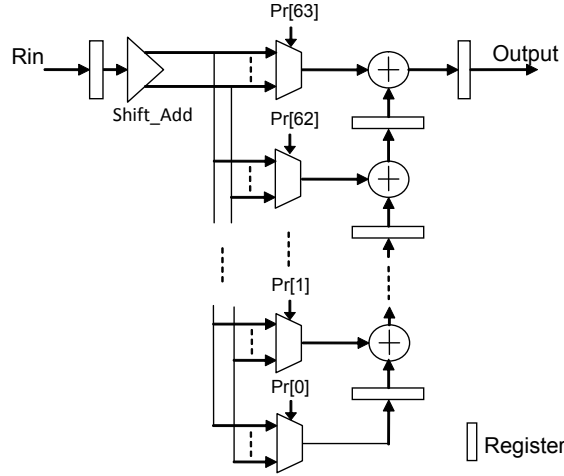 Pr[63]
Rin
Output
Shift_Add
Pr[62]
Pr[1]
Pr[0]
Register